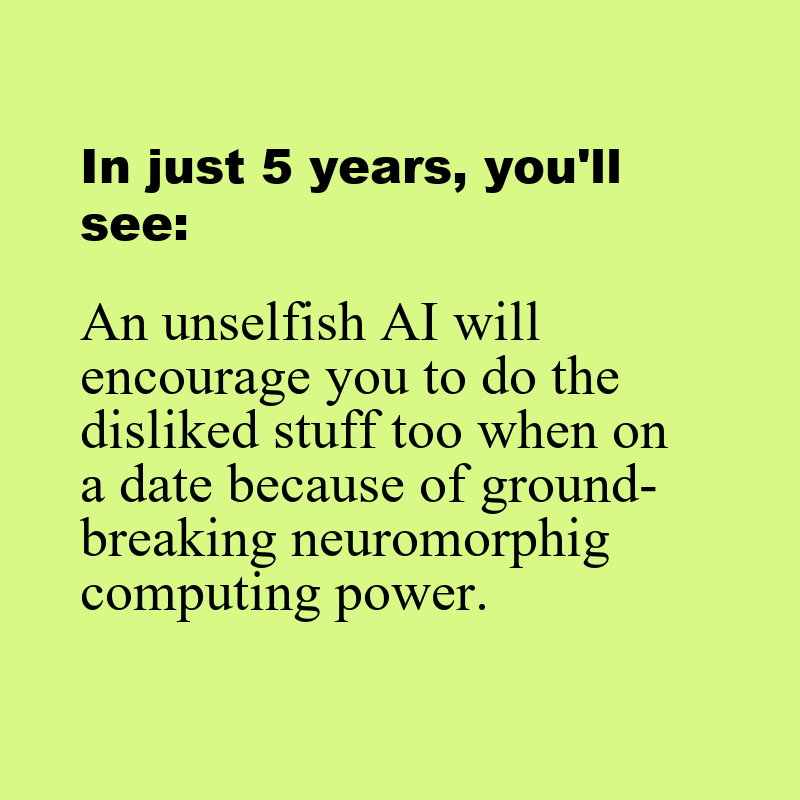 In just 5 years, you'll
see:
An unselfish AI will
encourage you to do the
disliked stuff too when on
a date because of ground-
breaking neuromorphig
computing power.